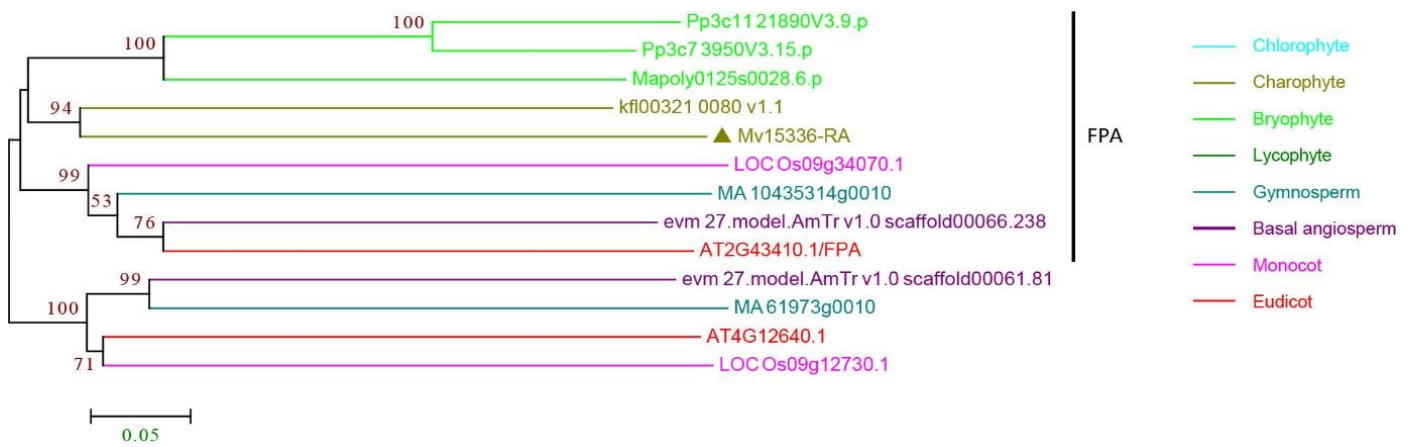 100
Pp3c11 21890V3.9.p
100
Pp3c7 3950V3.15.p
Mapoly0125s0028.6.p
94
kfl00321 0080 v1.1
Mv15336-RA
FPA
99
LOC Os09g34070.1
53
MA 10435314g0010
76
evm 27.model.AmTr v1.0 scaffold00066.238
AT2G43410.1/FPA
99
evm 27.model.AmTr v1.0 scaffold00061.81
100
MA 61973g0010
AT4G12640.1
71
LOC Os09g12730.1
0.05
Chlorophyte
Charophyte
Bryophyte
Lycophyte
Gymnosperm
Basal angiosperm
Monocot
Eudicot